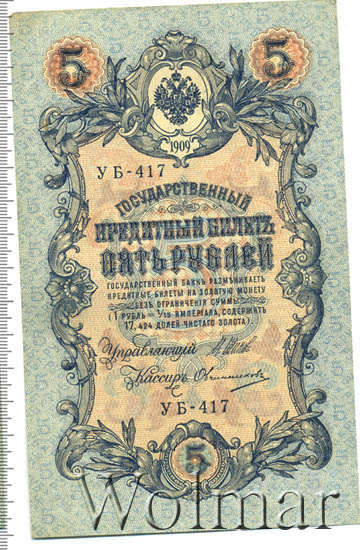 5 5
1909
УБ-417
ГОСУДАРСТВЕННЫЙ
КРЕДИТНЫЙ БИЛЕТЪ
ПЯТЬ РУБЛЕЙ
ГОСУДАРСТВЕННЫЙ БАНКЪ РАЗМѢНИВАЕТЪ
КРЕДИТНЫЕ БИЛЕТЫ НА ЗОЛОТУЮ МОНЕТУ
БЕЗЪ ОГРАНИЧЕНІЯ СУММЫ
(1 РУБЛЬ = 1/15 ИМПЕРІАЛА, СОДЕРЖИТЪ
17,424 ДОЛЕЙ ЧИСТАГО ЗОЛОТА).
Управляющій
Кассиръ Овчинниковъ
УБ-417
5
Wolmar